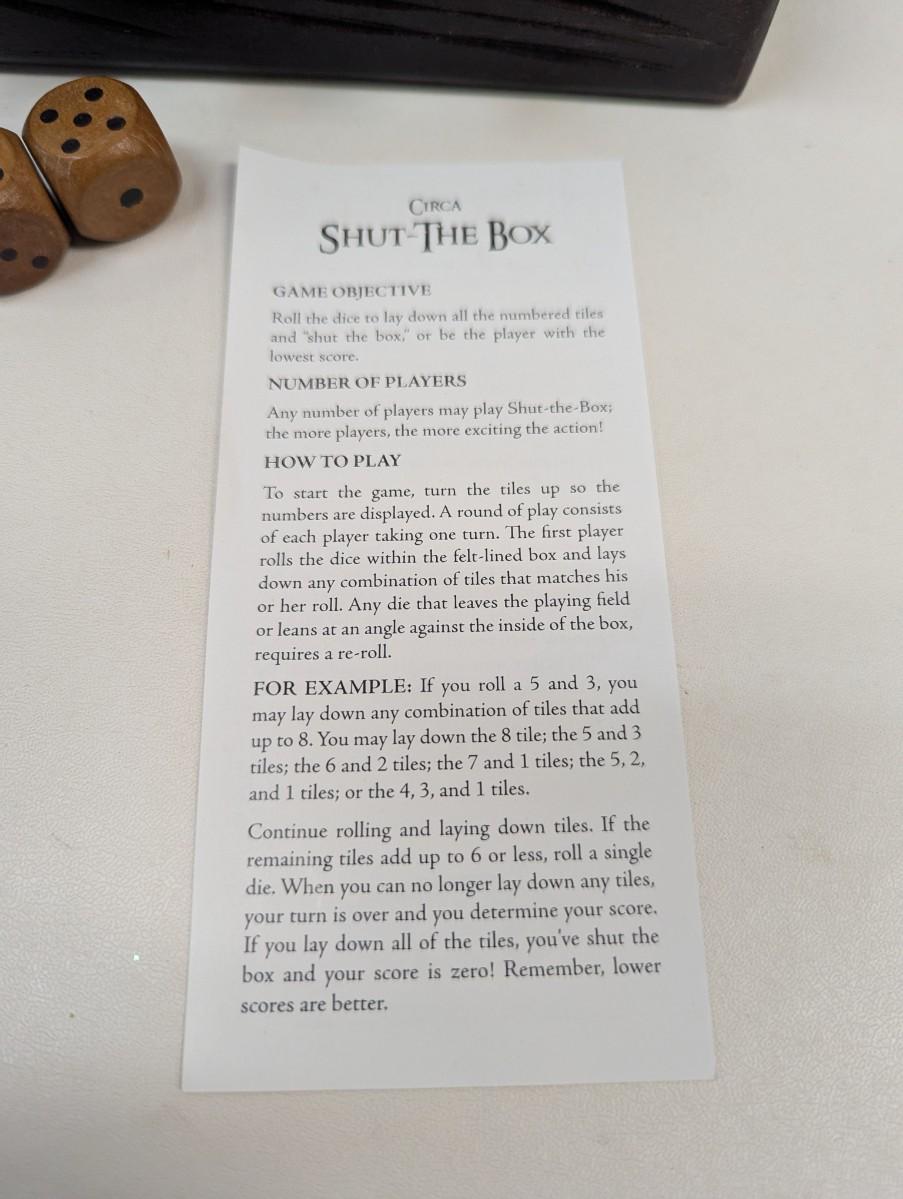 CIRCA
SHUT-THE BOX
GAME OBJECTIVE
Roll the dice to lay down all the numbered tiles
and "shut the box," or be the player with the
lowest score.
NUMBER OF PLAYERS
Any number of players may play Shut-the-Box;
the more players, the more exciting the action!
HOW TO PLAY
To start the game, turn the tiles up so the
numbers are displayed. A round of play consists
of each player taking one turn. The first player
rolls the dice within the felt-lined box and lays
down any combination of tiles that matches his
or her roll. Any die that leaves the playing field
or leans at an angle against the inside of the box,
requires a re-roll.
FOR EXAMPLE: If you roll a 5 and 3, you
may lay down any combination of tiles that add
up to 8. You may lay down the 8 tile; the 5 and 3
tiles; the 6 and 2 tiles; the 7 and 1 tiles; the 5, 2,
and 1 tiles; or the 4, 3, and 1 tiles.
Continue rolling and laying down tiles. If the
remaining tiles add up to 6 or less, roll a single
die. When you can no longer lay down any tiles,
your turn is over and you determine your score.
If you lay down all of the tiles, you've shut the
box and your score is zero! Remember, lower
scores are better.